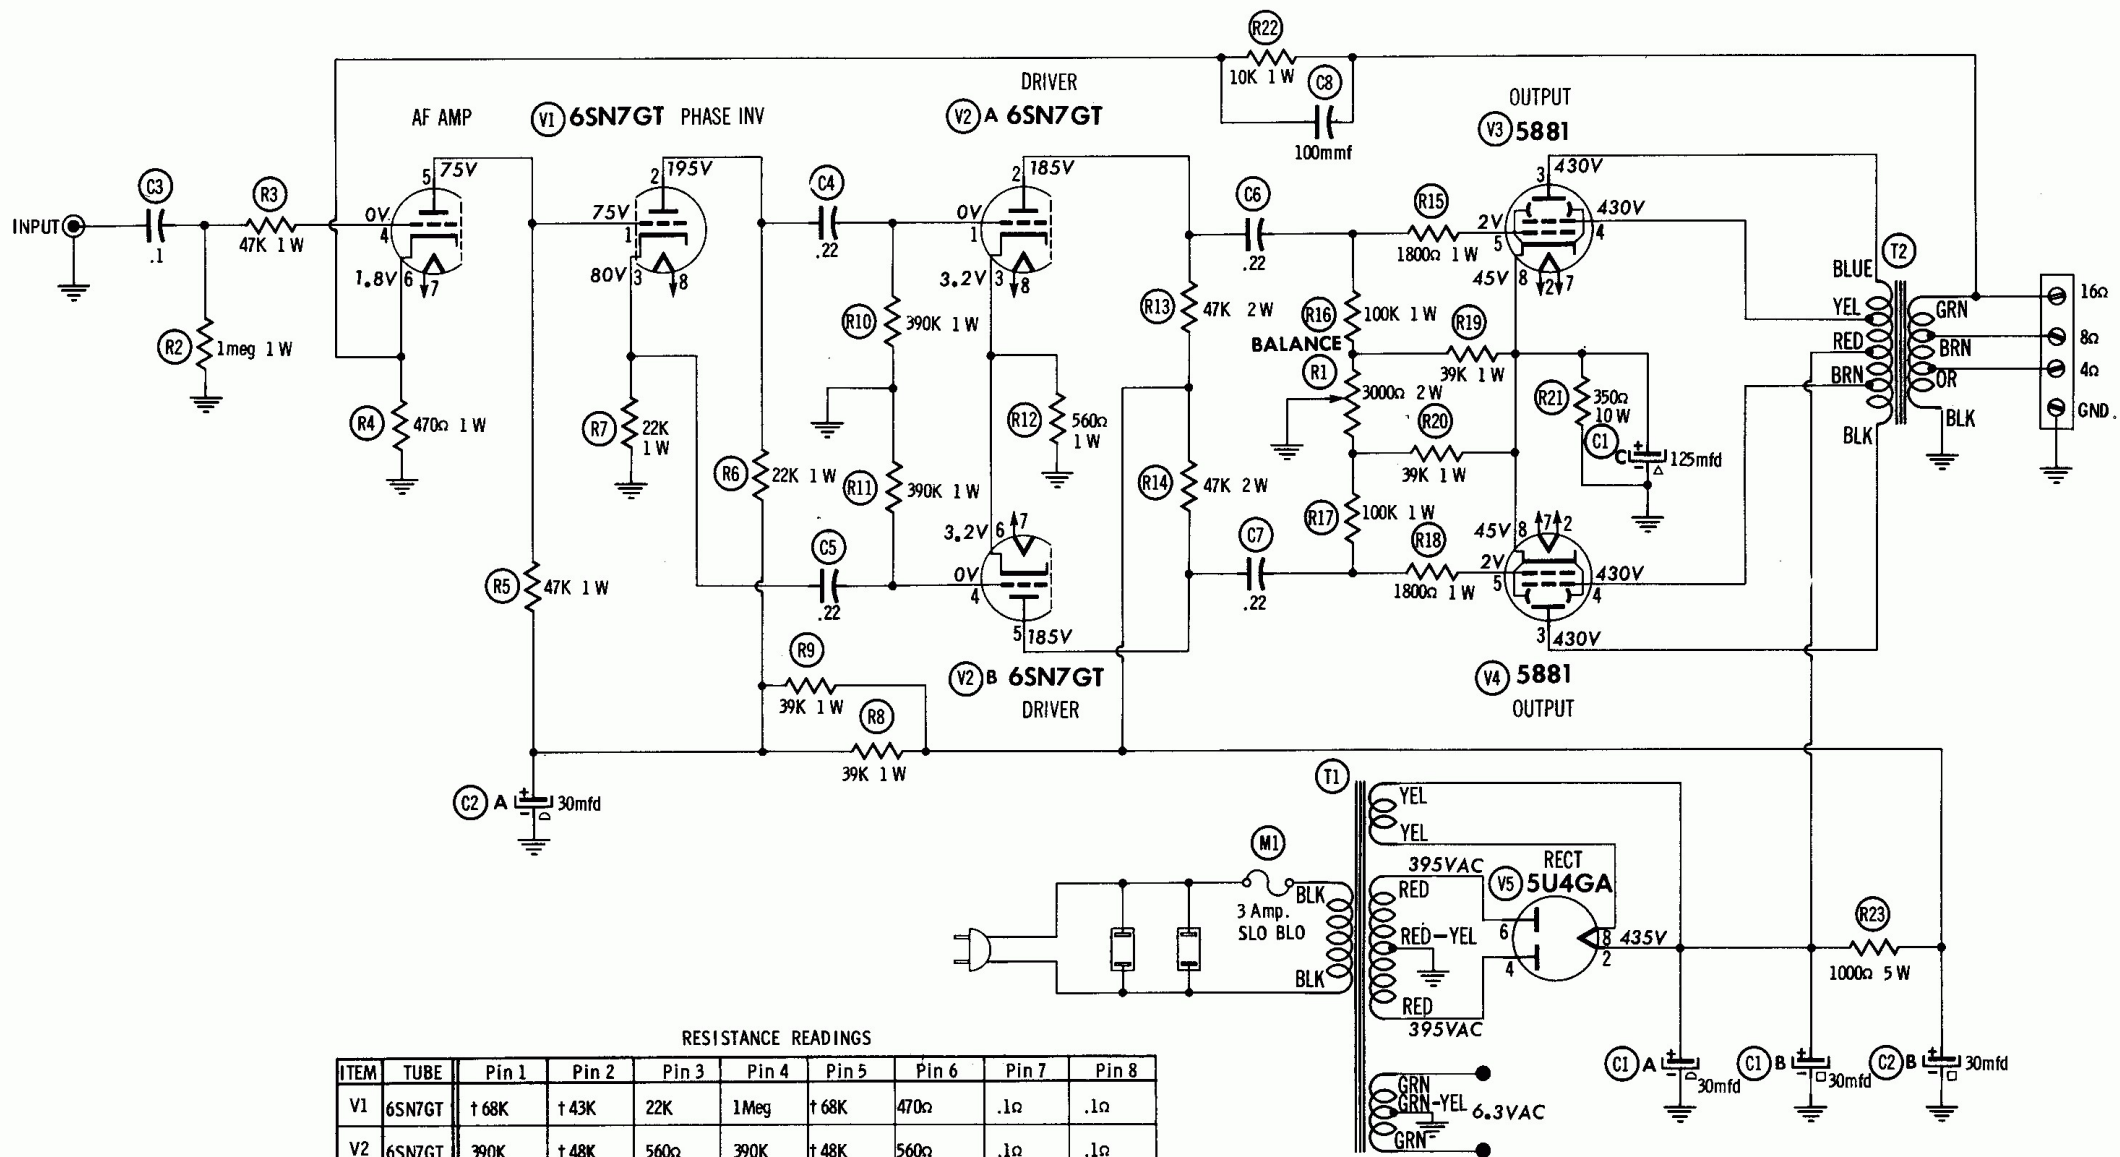 R22
10K 1W
C8
100mmf
DRIVER
V2 A 6SN7GT
OUTPUT
V3 5881
AF AMP
V1 6SN7GT PHASE INV
INPUT
C3
.1
R3
47K 1W
R2
1meg 1W
0V
4
5
75V
1.8V
6
7
R4
470Ω 1W
2
195V
75V
1
80V
3
8
R7
22K
1W
R6
22K 1W
R5
47K 1W
C4
.22
R10
390K 1W
R11
390K 1W
C5
.22
2
185V
0V
1
3.2V
3
8
R12
560Ω
1W
3.2V
6
7
0V
4
5
185V
V2 B 6SN7GT
DRIVER
R9
39K 1W
R8
39K 1W
C2 A
+
-
D
30mfd
R13
47K 2W
R14
47K 2W
C6
.22
C7
.22
R15
1800Ω 1W
R16
100K 1W
BALANCE
R1
3000Ω 2W
R19
39K 1W
R20
39K 1W
R17
100K 1W
R18
1800Ω 1W
R21
350Ω
10W
C1
C
+
-
△
125mfd
3
430V
2V
5
430V
4
45V
8
2
7
45V
8
7
2
2V
5
430V
4
3
430V
V4 5881
OUTPUT
T2
BLUE
YEL
RED
BRN
BLK
GRN
BRN
OR
BLK
16Ω
8Ω
4Ω
GND.
T1
YEL
YEL
395VAC
RED
RED-YEL
RED
395VAC
GRN
GRN-YEL
6.3VAC
GRN
M1
3 Amp.
SLO BLO
BLK
BLK
RECT
V5 5U4GA
6
4
8
2
435V
R23
1000Ω 5W
C1 A
+
-
D
30mfd
C1 B
+
-
□
30mfd
C2 B
+
-
□
30mfd
RESISTANCE READINGS
ITEM TUBE Pin 1 Pin 2 Pin 3 Pin 4 Pin 5 Pin 6 Pin 7 Pin 8
V1 6SN7GT †68K †43K 22K 1Meg †68K 470Ω .1Ω .1Ω
V2 6SN7GT 390K †48K 560Ω 390K †48K 560Ω .1Ω .1Ω